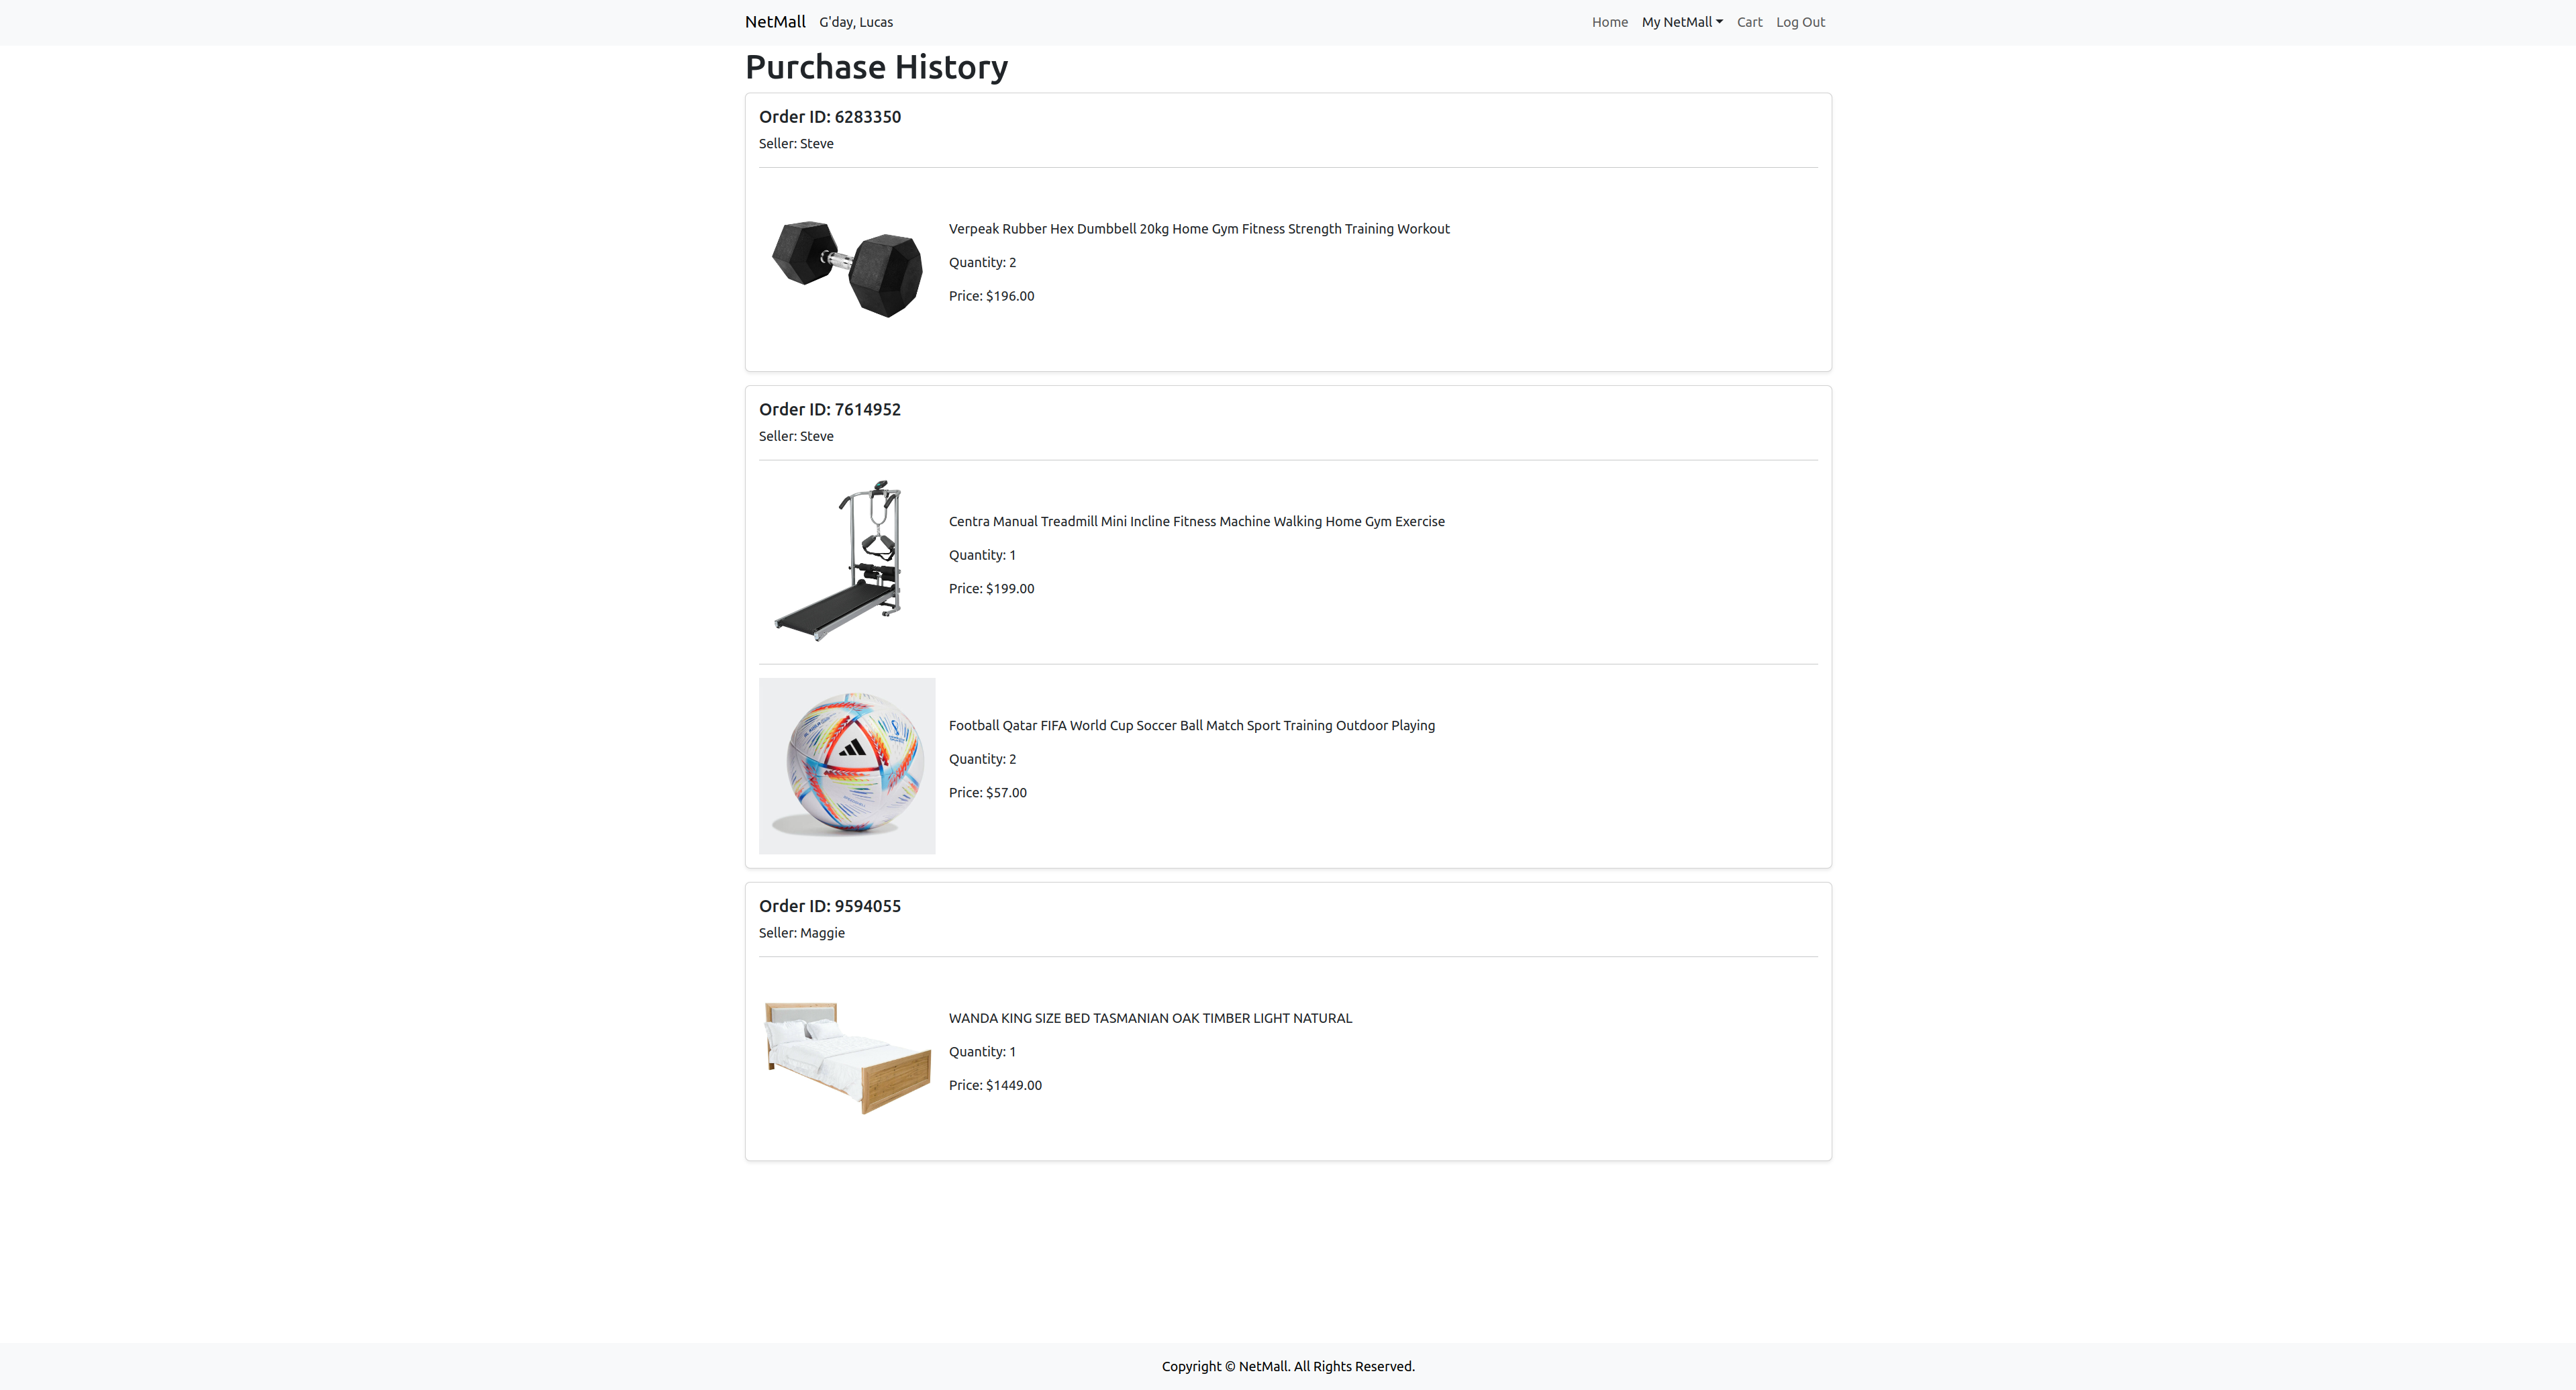 NetMall G'day, Lucas Home My NetMall Cart Log Out
Purchase History
Order ID: 6283350
Seller: Steve
Verpeak Rubber Hex Dumbbell 20kg Home Gym Fitness Strength Training Workout
Quantity: 2
Price: $196.00
Order ID: 7614952
Seller: Steve
Centra Manual Treadmill Mini Incline Fitness Machine Walking Home Gym Exercise
Quantity: 1
Price: $199.00
Football Qatar FIFA World Cup Soccer Ball Match Sport Training Outdoor Playing
Quantity: 2
Price: $57.00
Order ID: 9594055
Seller: Maggie
WANDA KING SIZE BED TASMANIAN OAK TIMBER LIGHT NATURAL
Quantity: 1
Price: $1449.00
Copyright © NetMall. All Rights Reserved.